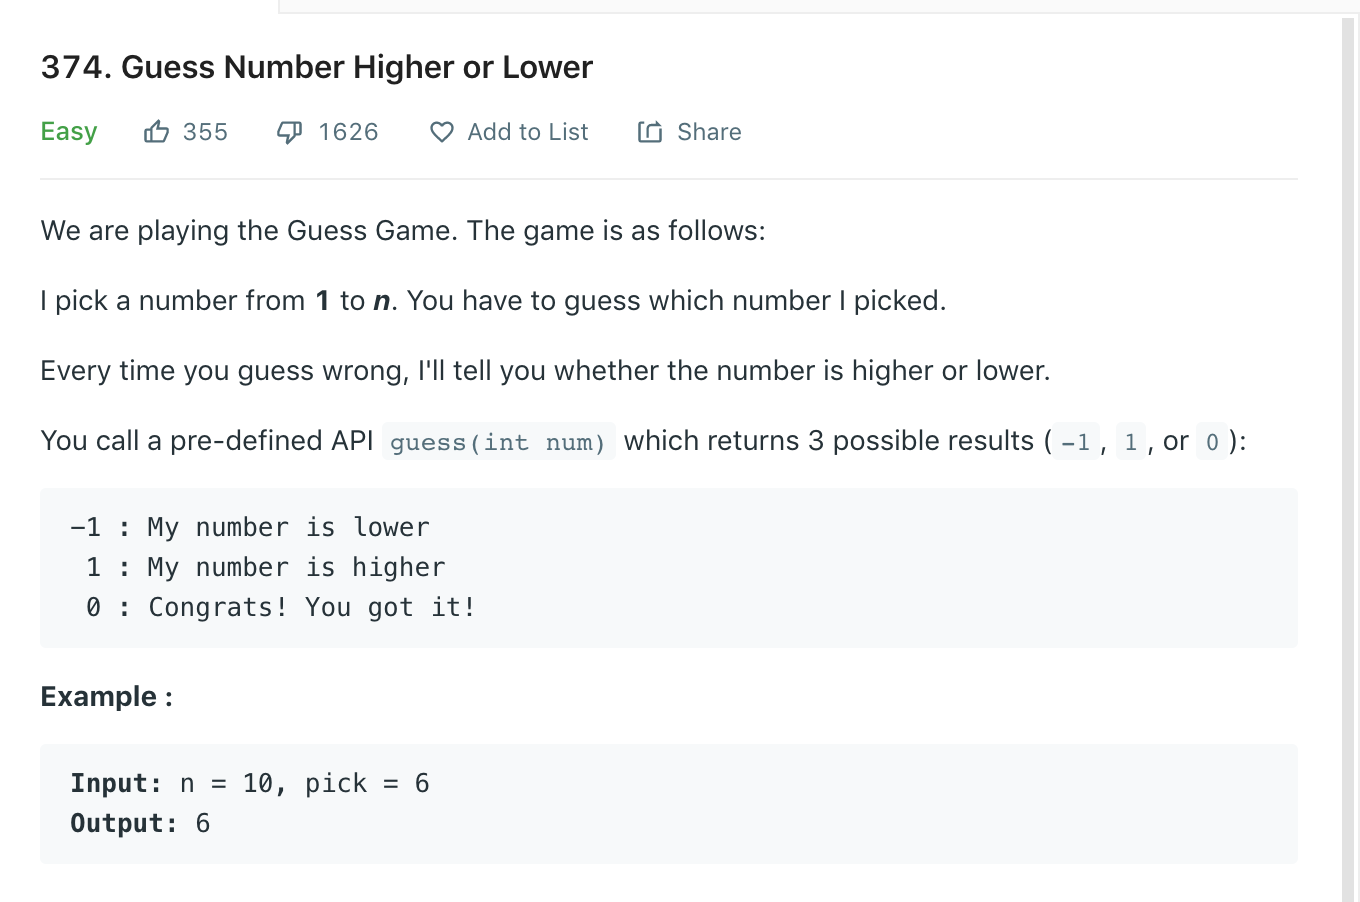 374. Guess Number Higher or Lower
Easy 355 1626 Add to List Share
We are playing the Guess Game. The game is as follows:
I pick a number from 1 to n. You have to guess which number I picked.
Every time you guess wrong, I'll tell you whether the number is higher or lower.
You call a pre-defined API guess(int num) which returns 3 possible results (-1, 1, or 0):
-1 : My number is lower
1 : My number is higher
0 : Congrats! You got it!
Example :
Input: n = 10, pick = 6
Output: 6